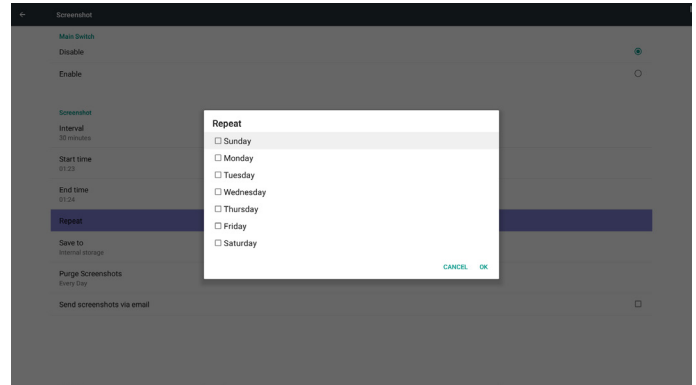 Screenshot
Main Switch
Disable
Enable
Screenshot
Interval
30 minutes
Start time
01:23
End time
01:24
Repeat
Save to
Internal storage
Purge Screenshots
Every Day
Send screenshots via email
Repeat
Sunday
Monday
Tuesday
Wednesday
Thursday
Friday
Saturday
CANCEL OK